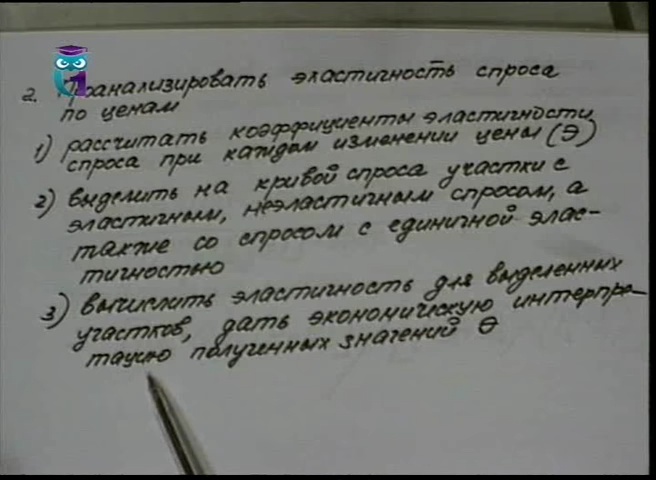 2. Проанализировать эластичность спроса
по ценам
1) рассчитать коэффициенты эластичности
спроса при каждом изменении цены (Э)
2) выделить на кривой спроса участки с
эластичным, неэластичным спросом, а
также со спросом с единичной элас-
тичностью
3) вычислить эластичность для выделенных
участков, дать экономическую интерпре-
тацию полученных значений Э
1